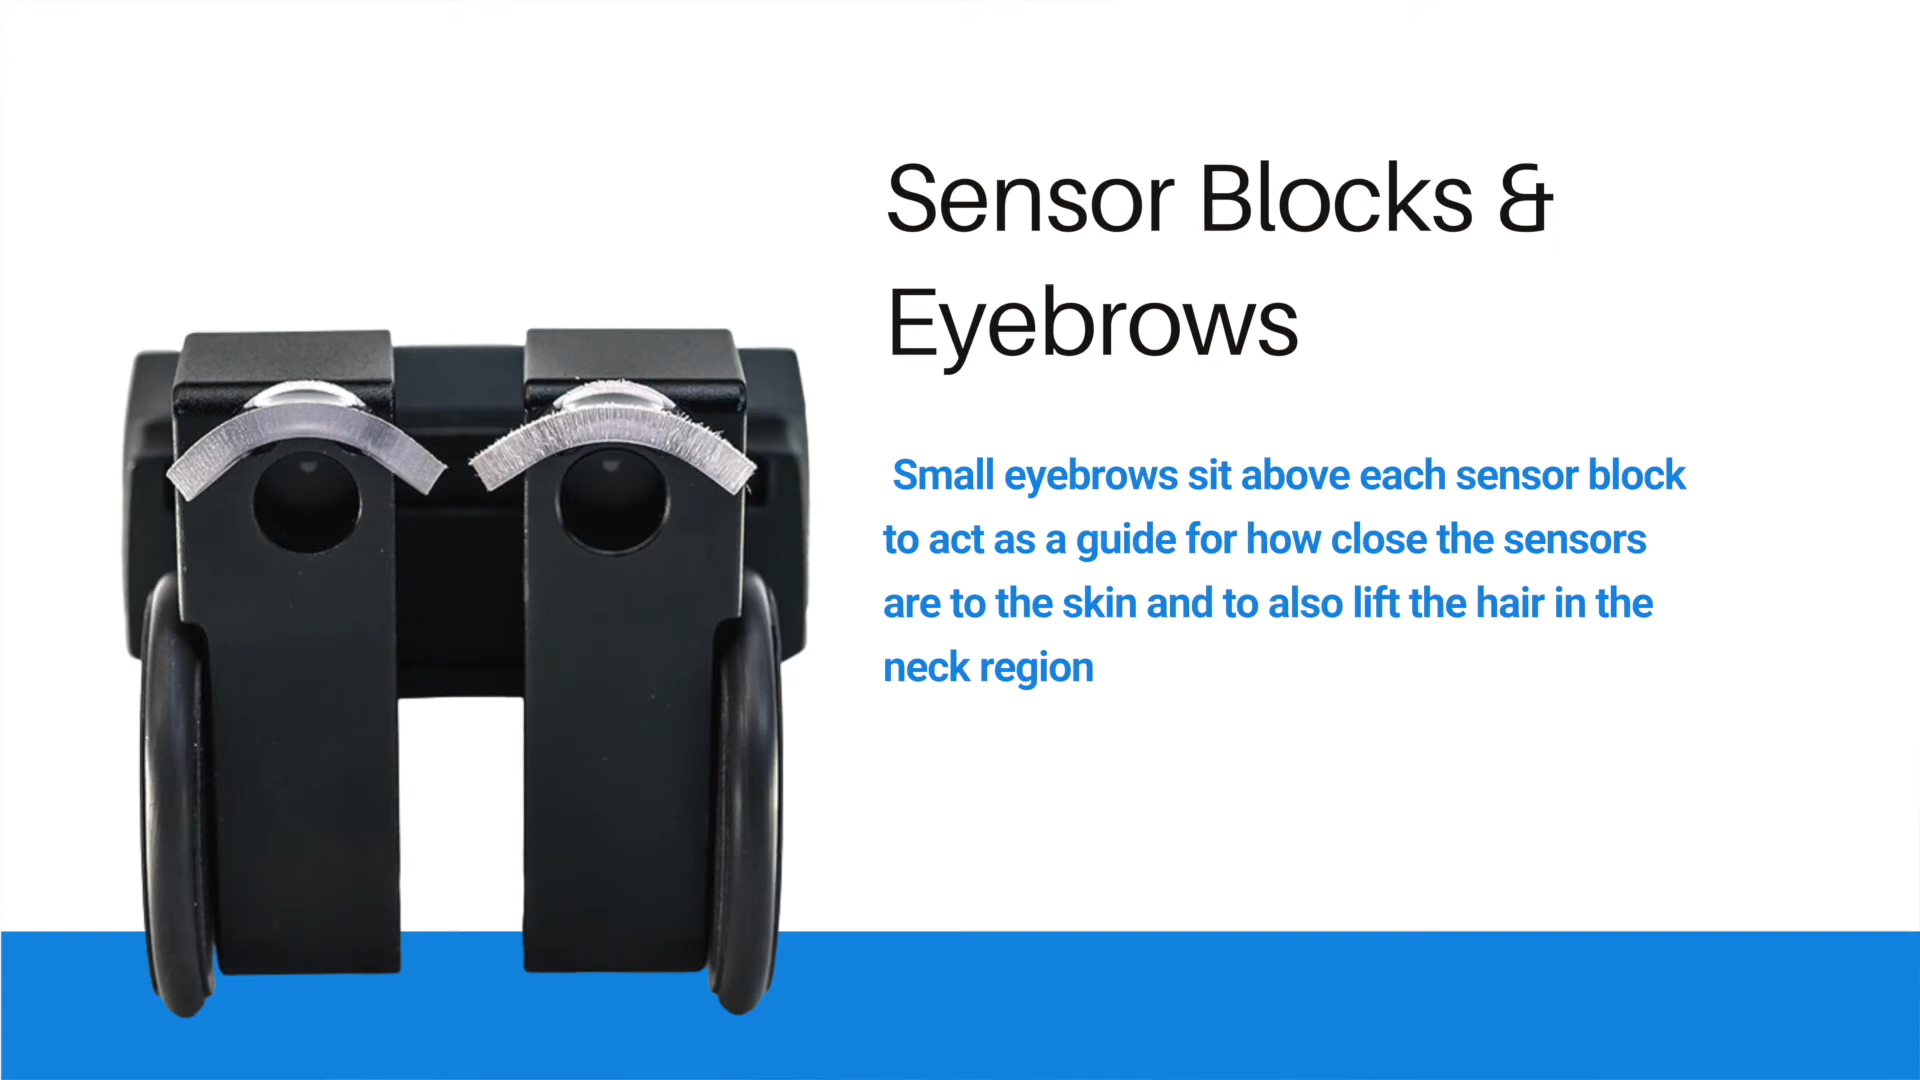 Sensor Blocks &
Eyebrows
Small eyebrows sit above each sensor block
to act as a guide for how close the sensors
are to the skin and to also lift the hair in the
neck region